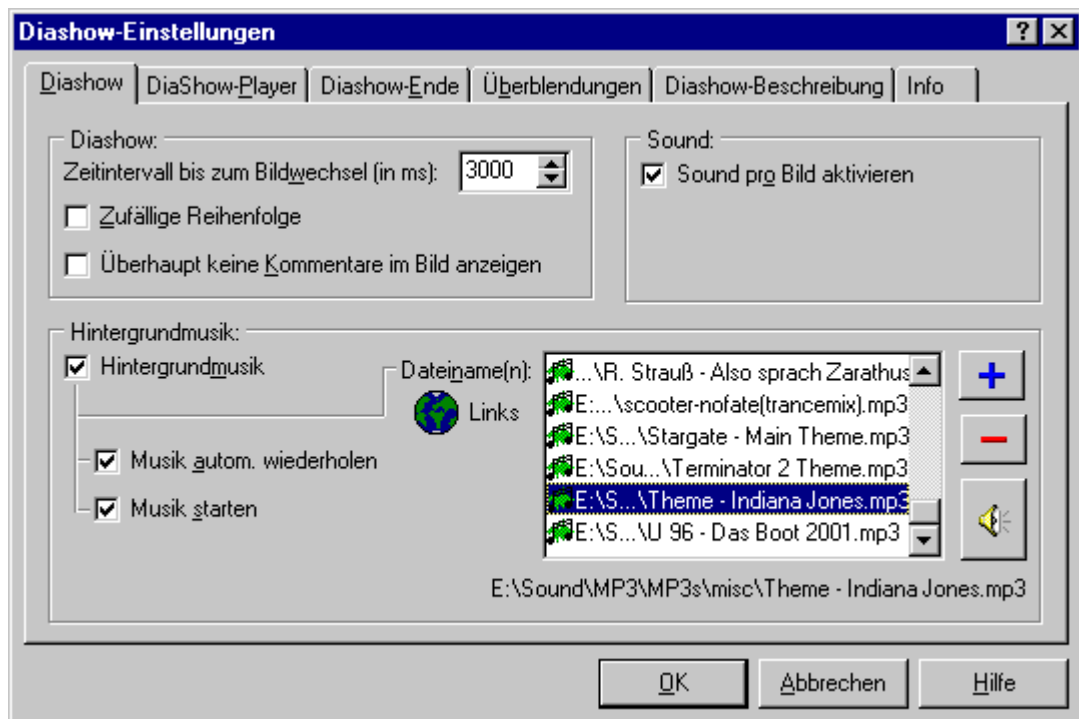 Diashow-Einstellungen
Diashow DiaShow-Player Diashow-Ende Überblendungen Diashow-Beschreibung Info
Diashow:
Zeitintervall bis zum Bildwechsel (in ms): 3000
Zufällige Reihenfolge
Überhaupt keine Kommentare im Bild anzeigen
Sound:
Sound pro Bild aktivieren
Hintergrundmusik:
Hintergrundmusik
Musik autom. wiederholen
Musik starten
Dateiname(n):
Links
...\R. Strauß - Also sprach Zarathus
E:...\scooter-nofate(trancemix).mp3
E:\S...\Stargate - Main Theme.mp3
E:\Sou...\Terminator 2 Theme.mp3
E:\S...\Theme - Indiana Jones.mp3
E:\S...\U 96 - Das Boot 2001.mp3
E:\Sound\MP3\MP3s\misc\Theme - Indiana Jones.mp3
OK Abbrechen Hilfe